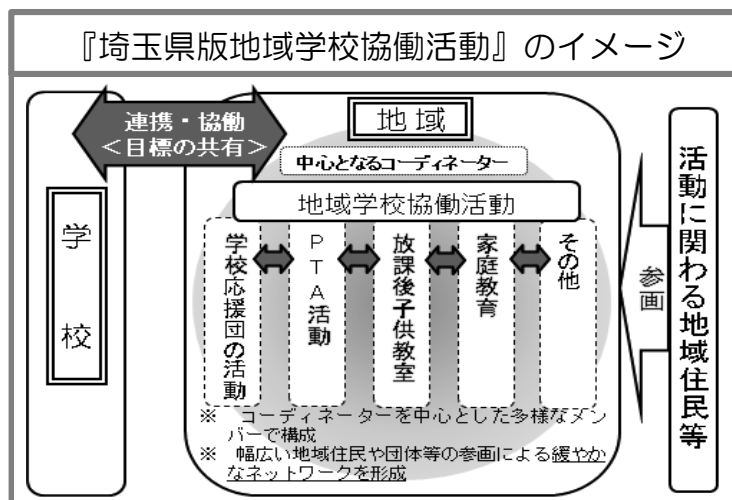 『埼玉県版地域学校協働活動』のイメージ
学校
連携・協働
＜目標の共有＞
地域
中心となるコーディネーター
地域学校協働活動
学校応援団の活動
ＰＴＡ活動
放課後子供教室
家庭教育
その他
※　コーディネーターを中心とした多様なメン
バーで構成
※　幅広い地域住民や団体等の参画による緩やか
なネットワークを形成
参画
活動に関わる地域住民等